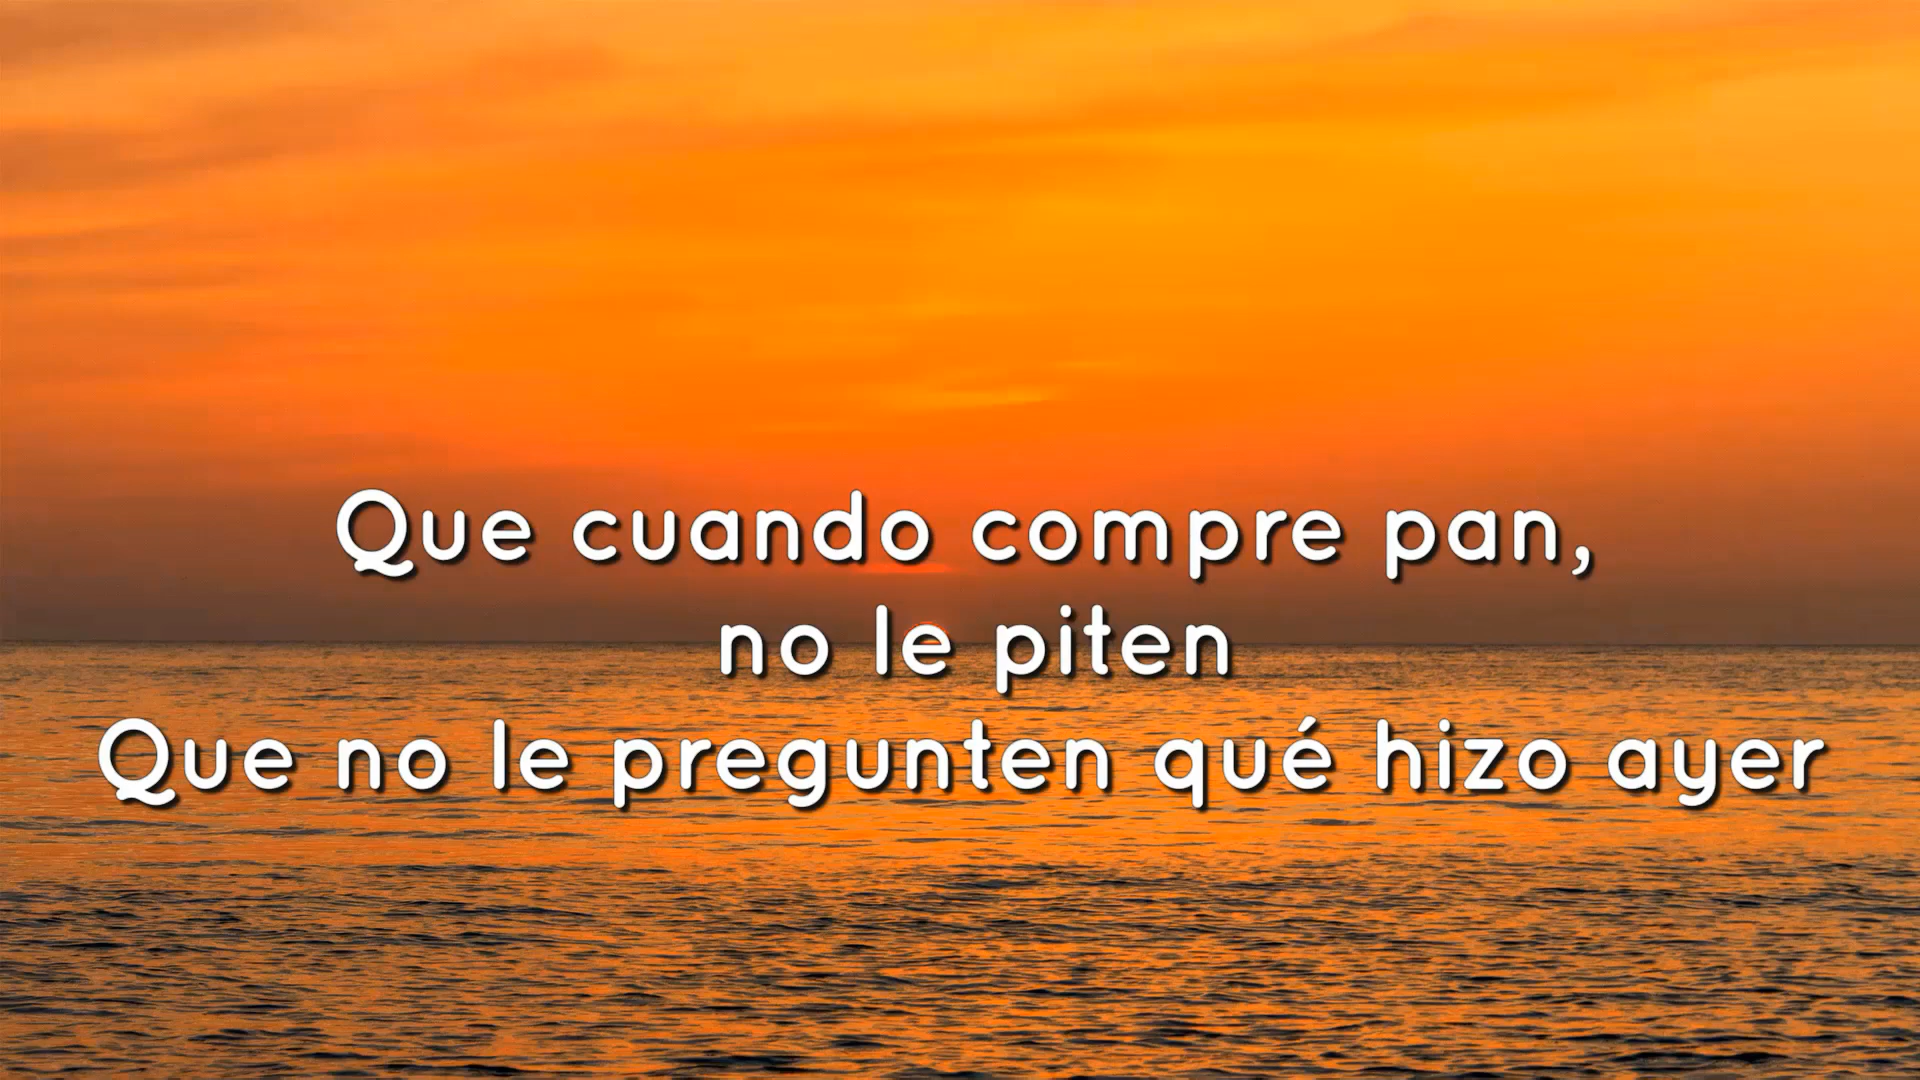 Que cuando compre pan,
no le piten
Que no le pregunten qué hizo ayer